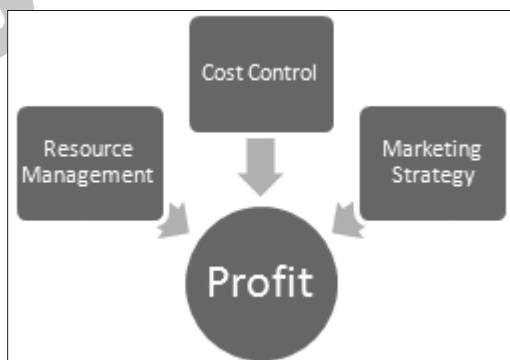 Cost Control
Resource
Management
Marketing
Strategy
Profit